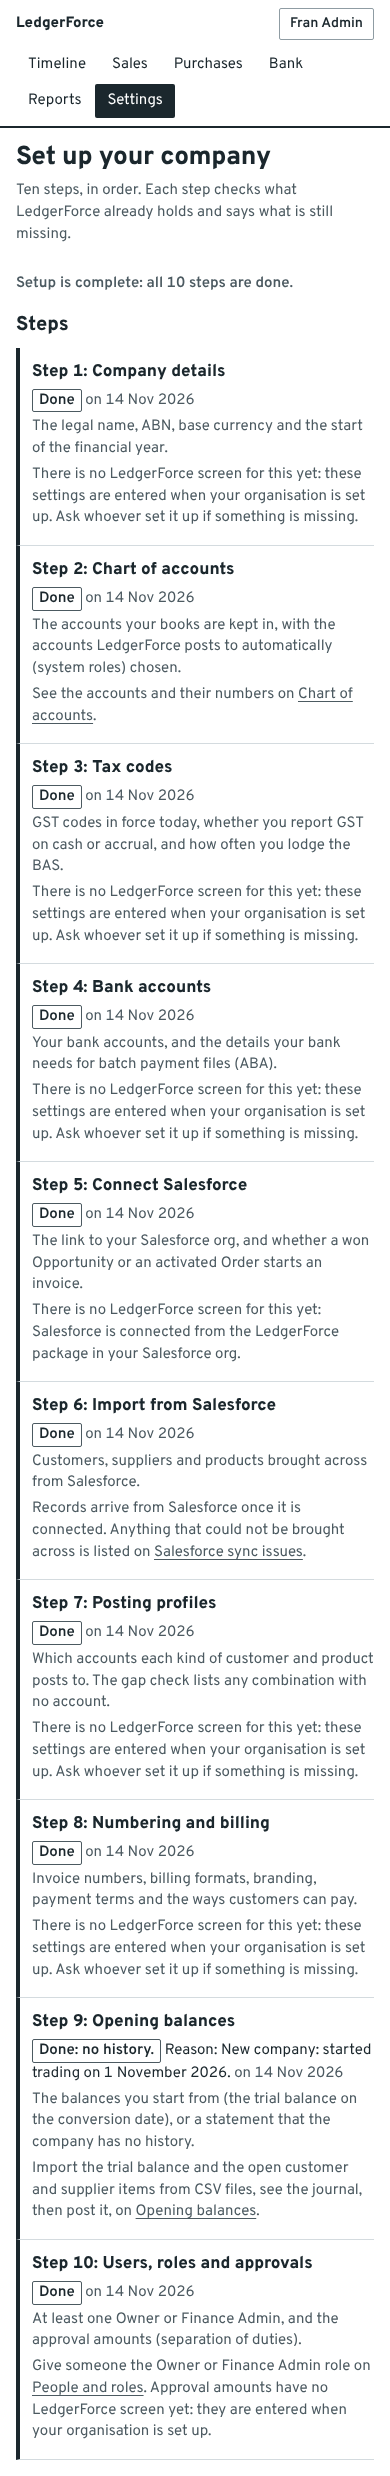 LedgerForce
Fran Admin
Timeline Sales Purchases Bank
Reports Settings
Set up your company
Ten steps, in order. Each step checks what
LedgerForce already holds and says what is still
missing.
Setup is complete: all 10 steps are done.
Steps
Step 1: Company details
Done on 14 Nov 2026
The legal name, ABN, base currency and the start
of the financial year.
There is no LedgerForce screen for this yet: these
settings are entered when your organisation is set
up. Ask whoever set it up if something is missing.
Step 2: Chart of accounts
Done on 14 Nov 2026
The accounts your books are kept in, with the
accounts LedgerForce posts to automatically
(system roles) chosen.
See the accounts and their numbers on Chart of
accounts.
Step 3: Tax codes
Done on 14 Nov 2026
GST codes in force today, whether you report GST
on cash or accrual, and how often you lodge the
BAS.
There is no LedgerForce screen for this yet: these
settings are entered when your organisation is set
up. Ask whoever set it up if something is missing.
Step 4: Bank accounts
Done on 14 Nov 2026
Your bank accounts, and the details your bank
needs for batch payment files (ABA).
There is no LedgerForce screen for this yet: these
settings are entered when your organisation is set
up. Ask whoever set it up if something is missing.
Step 5: Connect Salesforce
Done on 14 Nov 2026
The link to your Salesforce org, and whether a won
Opportunity or an activated Order starts an
invoice.
There is no LedgerForce screen for this yet:
Salesforce is connected from the LedgerForce
package in your Salesforce org.
Step 6: Import from Salesforce
Done on 14 Nov 2026
Customers, suppliers and products brought across
from Salesforce.
Records arrive from Salesforce once it is
connected. Anything that could not be brought
across is listed on Salesforce sync issues.
Step 7: Posting profiles
Done on 14 Nov 2026
Which accounts each kind of customer and product
posts to. The gap check lists any combination with
no account.
There is no LedgerForce screen for this yet: these
settings are entered when your organisation is set
up. Ask whoever set it up if something is missing.
Step 8: Numbering and billing
Done on 14 Nov 2026
Invoice numbers, billing formats, branding,
payment terms and the ways customers can pay.
There is no LedgerForce screen for this yet: these
settings are entered when your organisation is set
up. Ask whoever set it up if something is missing.
Step 9: Opening balances
Done: no history. Reason: New company: started
trading on 1 November 2026. on 14 Nov 2026
The balances you start from (the trial balance on
the conversion date), or a statement that the
company has no history.
Import the trial balance and the open customer
and supplier items from CSV files, see the journal,
then post it, on Opening balances.
Step 10: Users, roles and approvals
Done on 14 Nov 2026
At least one Owner or Finance Admin, and the
approval amounts (separation of duties).
Give someone the Owner or Finance Admin role on
People and roles. Approval amounts have no
LedgerForce screen yet: they are entered when
your organisation is set up.